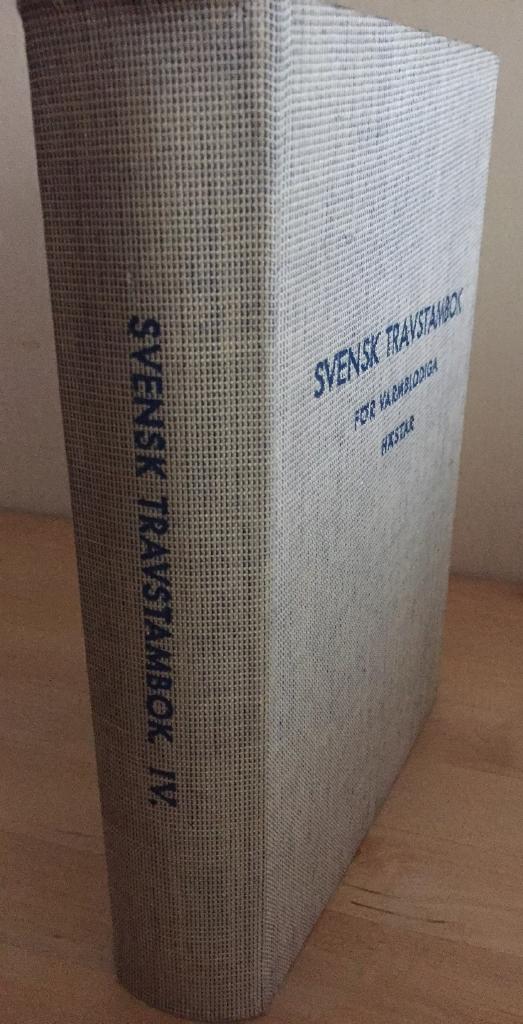 SVENSK TRAVSTAMBOK IV.
SVENSK TRAVSTAMBOK
FÖR VARMBLODIGA
HÄSTAR